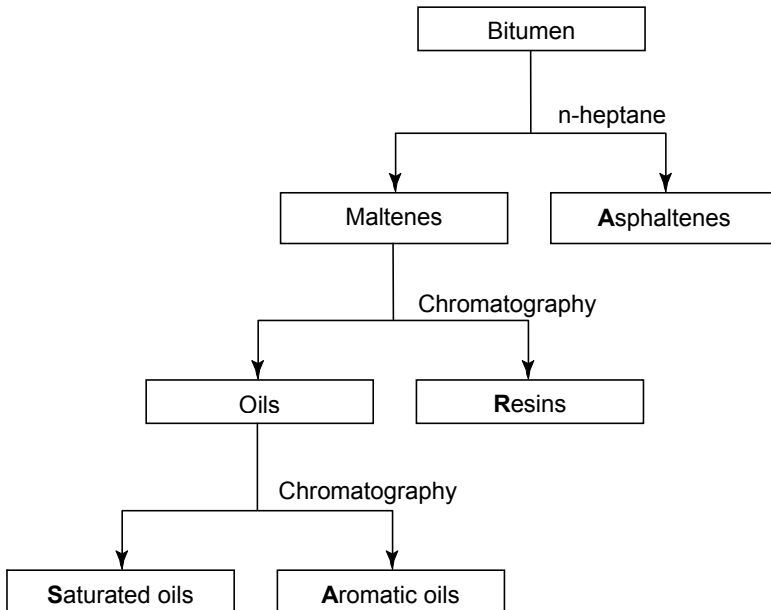 Bitumen
n-heptane
Maltenes
Asphaltenes
Chromatography
Oils
Resins
Chromatography
Saturated oils
Aromatic oils